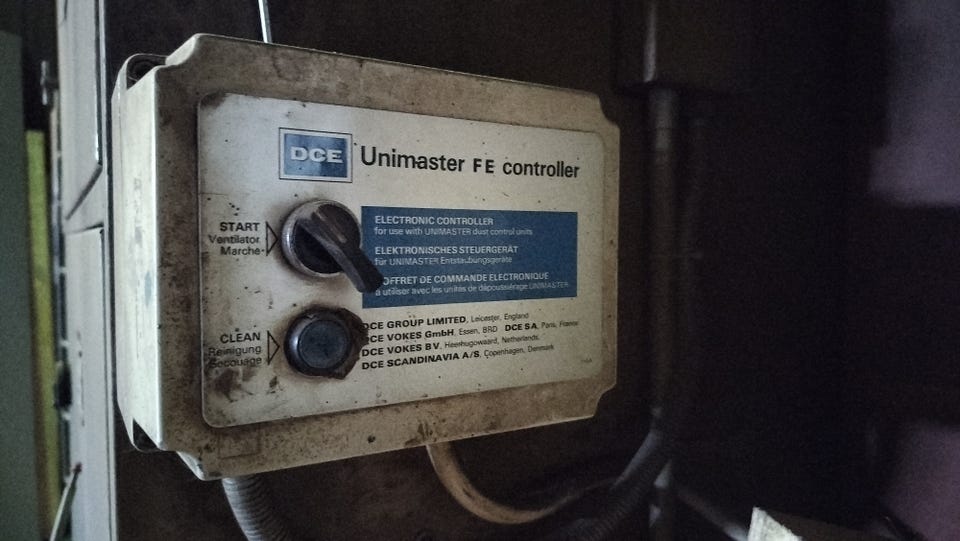 DCE
Unimaster FE controller
START
Ventilator
Marche
ELECTRONIC CONTROLLER
for use with UNIMASTER dust control units
ELEKTRONISCHES STEUERGERÄT
für UNIMASTER Entstaubungsgeräte
COFFRET DE COMMANDE ELECTRONIQUE
à utiliser avec les unités de dépoussiérage UNIMASTER
CLEAN
Reinigung
Secouage
DCE GROUP LIMITED, Leicester, England
DCE VOKES GmbH, Essen, BRD DCE SA, Paris, France
DCE VOKES BV, Heerhugowaard, Netherlands.
DCE SCANDINAVIA A/S, Copenhagen, Denmark